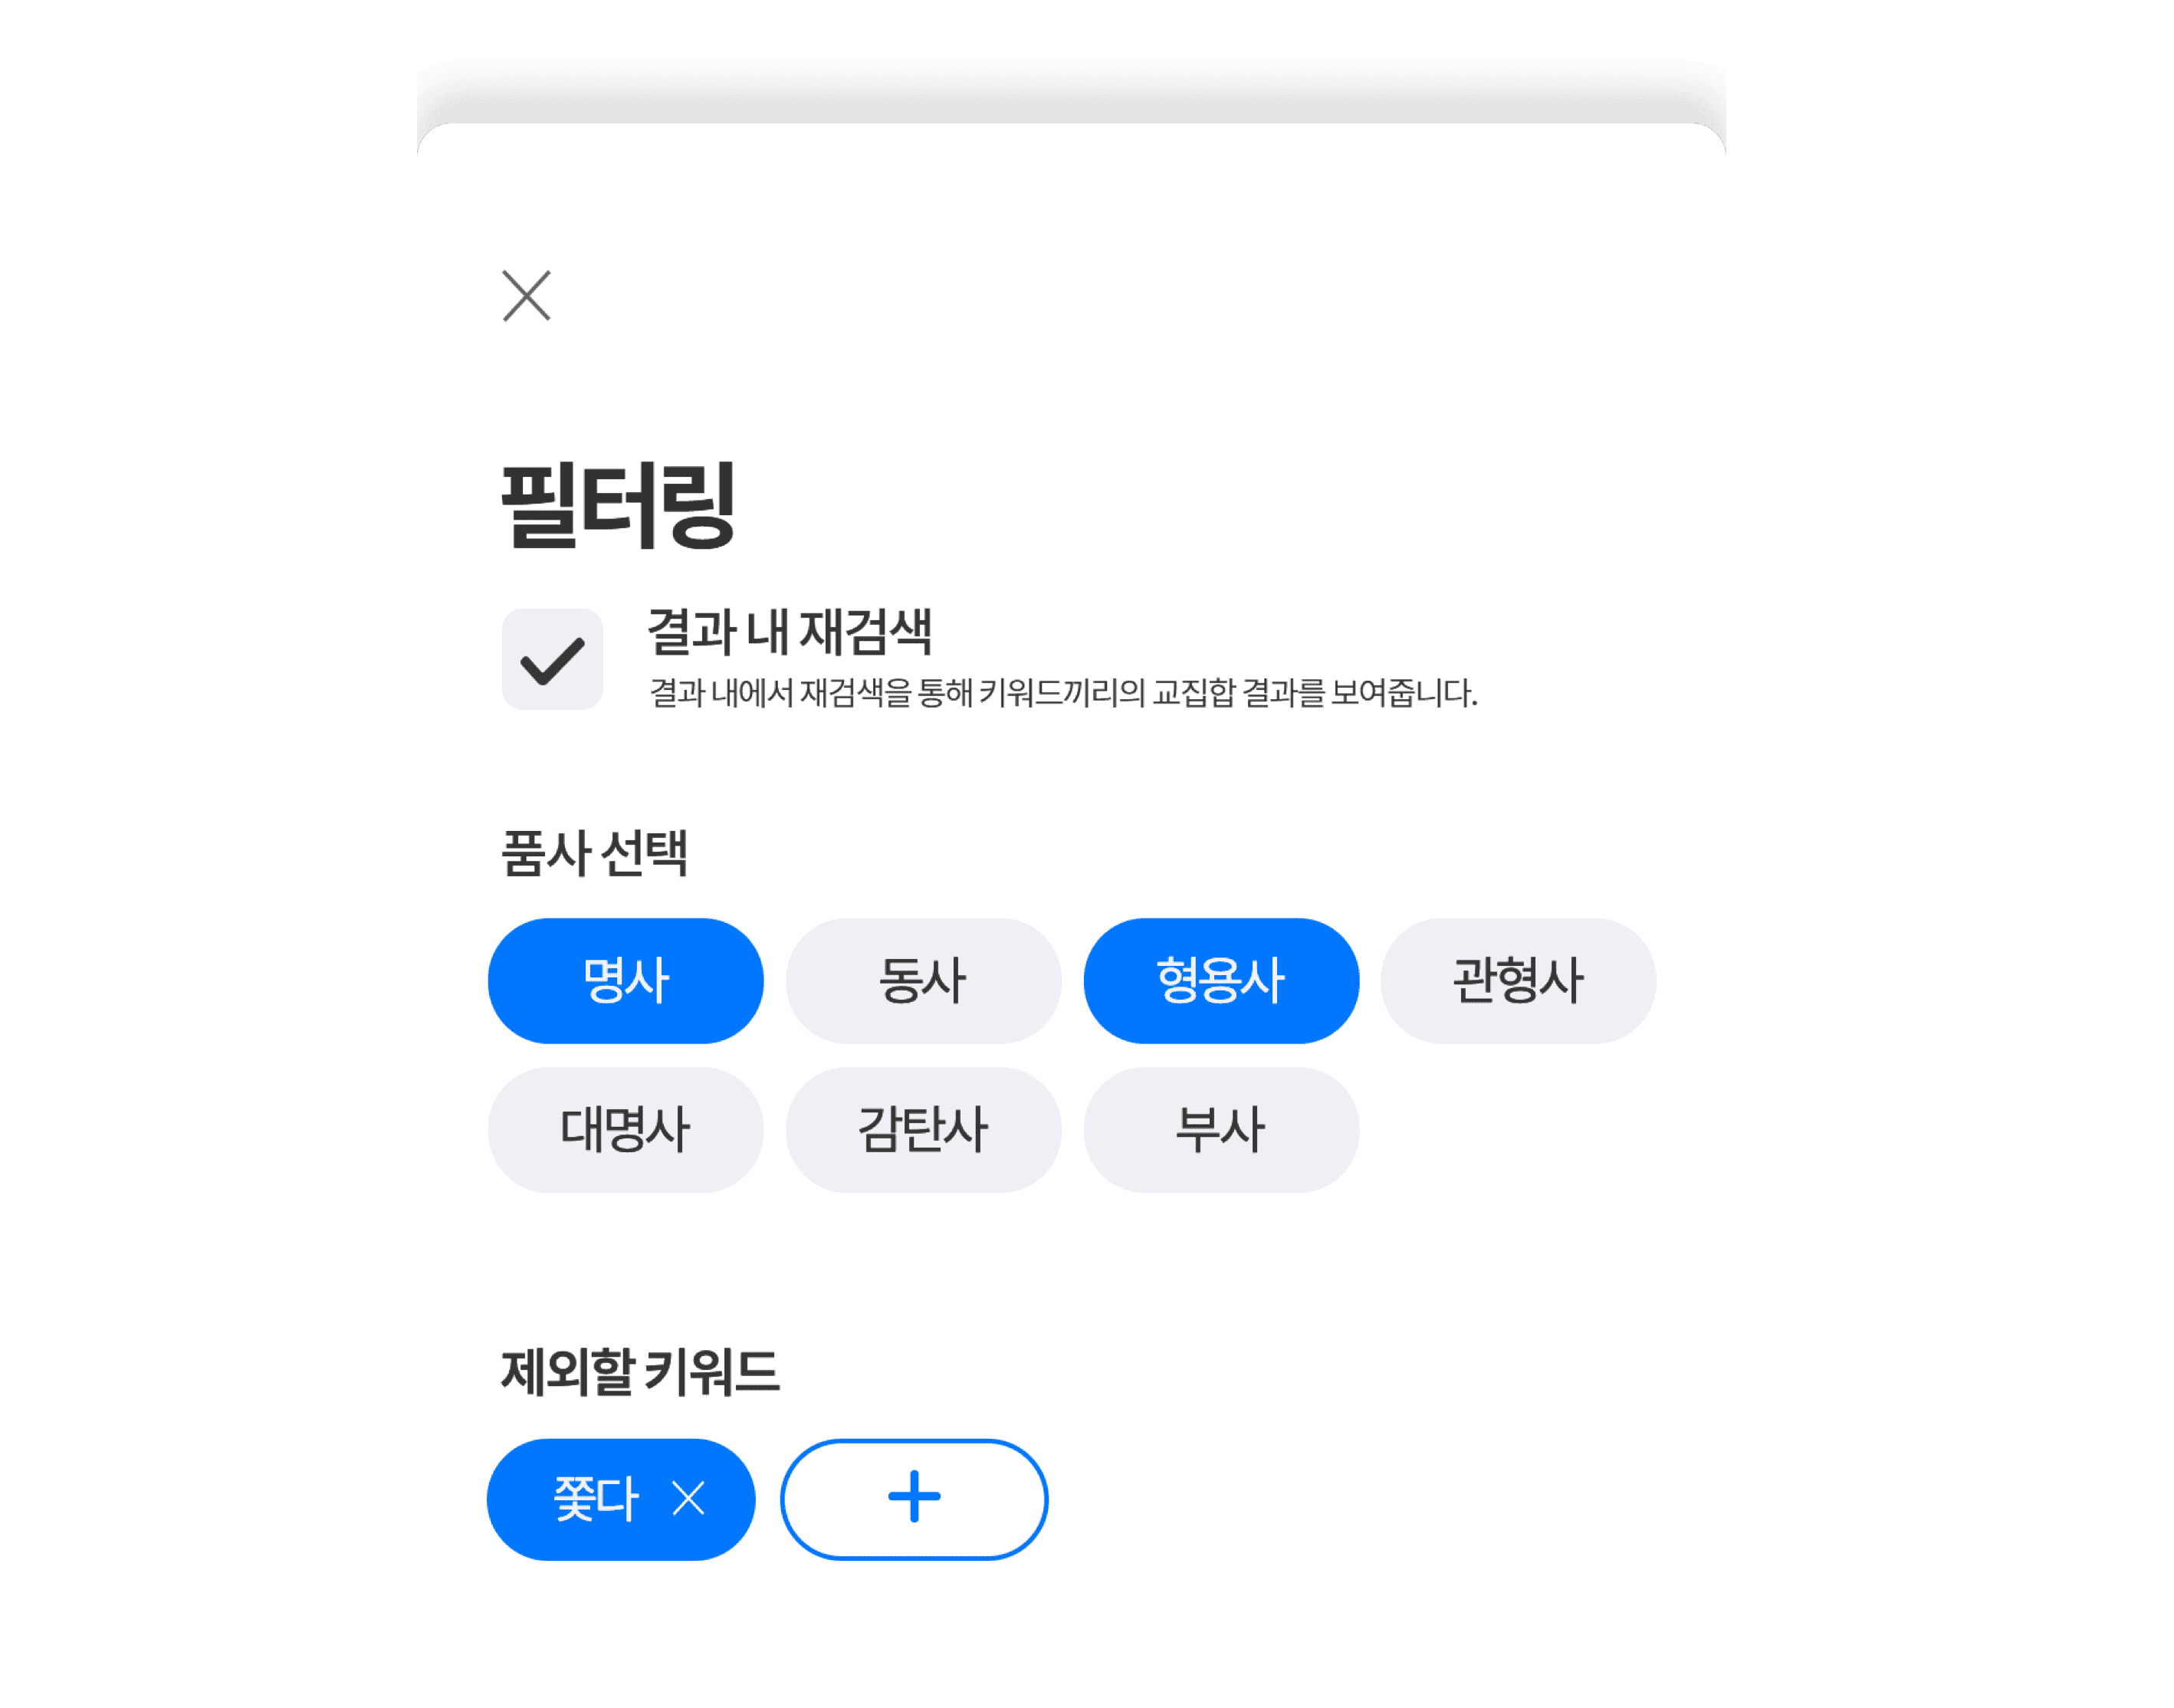 필터링
결과 내 재검색
결과 내에서 재검색을 통해 키워드끼리의 교집합 결과를 보여줍니다.
품사 선택
명사 동사 형용사 관형사
대명사 감탄사 부사
제외할 키워드
쫓다